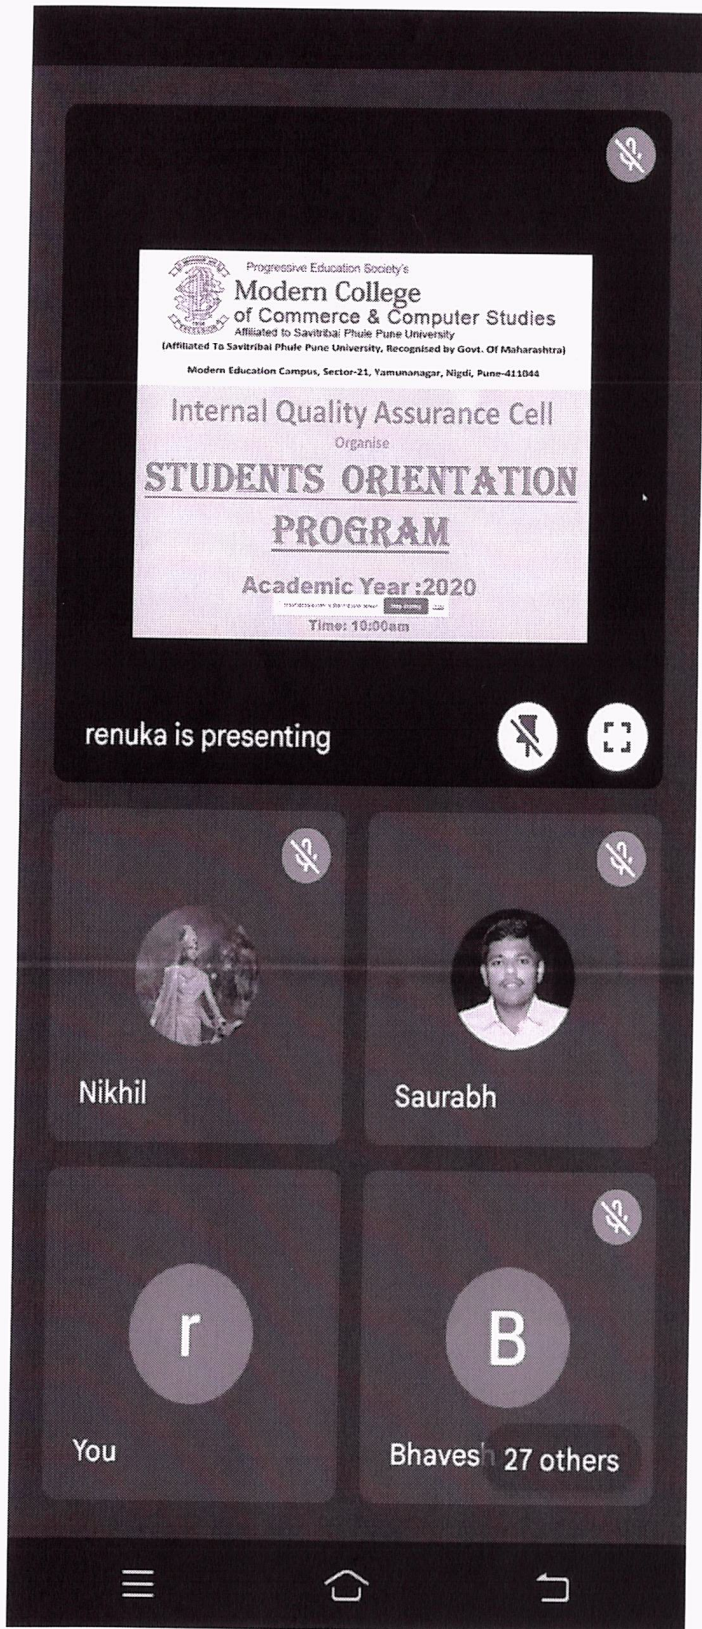 Progressive Education Society's
Modern College
of Commerce & Computer Studies
Affiliated to Savitribai Phule Pune University
(Affiliated To Savitribai Phule Pune University, Recognised by Govt. Of Maharashtra)
Modern Education Campus, Sector-21, Yamunanagar, Nigdi, Pune-411044
Internal Quality Assurance Cell
Organise
STUDENTS ORIENTATION
PROGRAM
Academic Year :2020
Time: 10:00am
renuka is presenting
Nikhil
Saurabh
r
You
B
Bhavesh
27 others